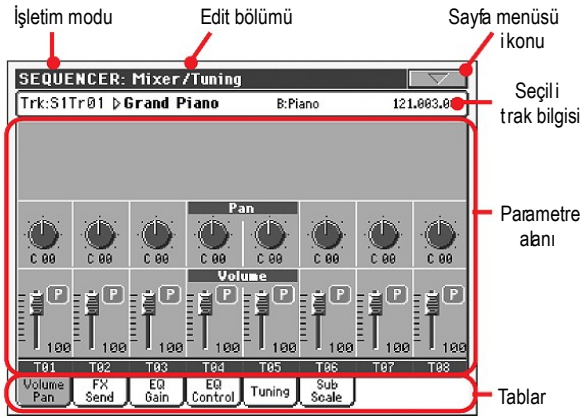 İşletim modu
Edit bölümü
Sayfa menüsü
ikonu
SEQUENCER: Mixer/Tuning
Trk:S1Tr01 ▷Grand Piano B:Piano 121.003.0
Seçili
trak bilgisi
Parametre
alanı
Pan
C 00 C 00 C 00 C 00 C 00 C 00 C 00 C 00
Volume
P P P P P P P P
100 100 100 100 100 100 100 100
T01 T02 T03 T04 T05 T06 T07 T08
Volume Pan
FX Send
EQ Gain
EQ Control
Tuning
Sub Scale
Tablar